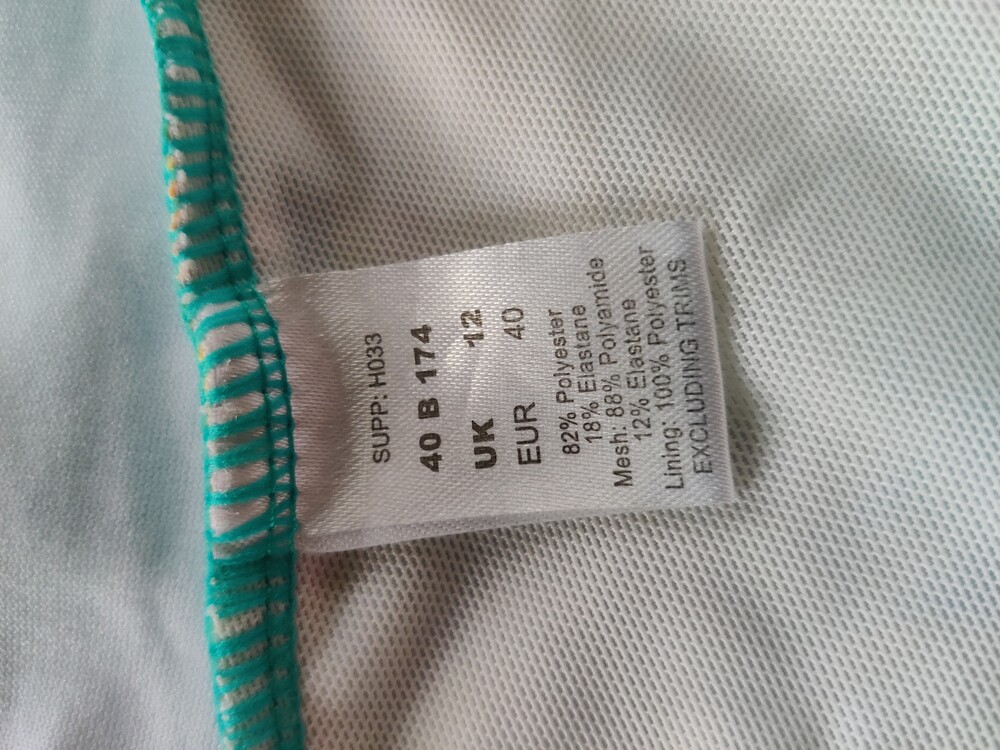 SUPP: H033
40 B 174
UK 12
EUR 40
82% Polyester
18% Elastane
Mesh: 88% Polyamide
12% Elastane
Lining: 100% Polyester
EXCLUDING TRIMS